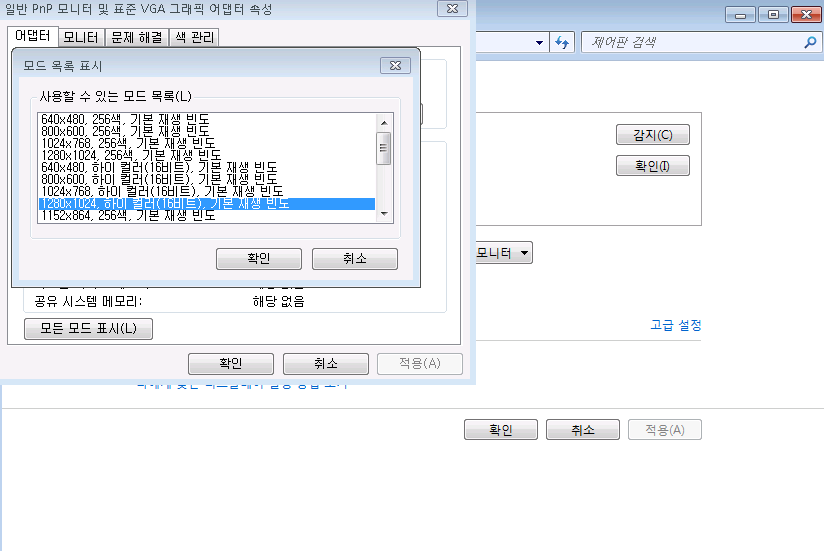 일반 PnP 모니터 및 표준 VGA 그래픽 어댑터 속성
어댑터
모니터
문제 해결
색 관리
제어판 검색
모드 목록 표시
사용할 수 있는 모드 목록(L)
640x480, 256색, 기본 재생 빈도
800x600, 256색, 기본 재생 빈도
1024x768, 256색, 기본 재생 빈도
1280x1024, 256색, 기본 재생 빈도
640x480, 하이 컬러(16비트), 기본 재생 빈도
800x600, 하이 컬러(16비트), 기본 재생 빈도
1024x768, 하이 컬러(16비트), 기본 재생 빈도
1280x1024, 하이 컬러(16비트), 기본 재생 빈도
1152x864, 256색, 기본 재생 빈도
확인
취소
감지(C)
확인(I)
모니터
공유 시스템 메모리:
해당 없음
모든 모드 표시(L)
고급 설정
확인
취소
적용(A)
확인
취소
적용(A)